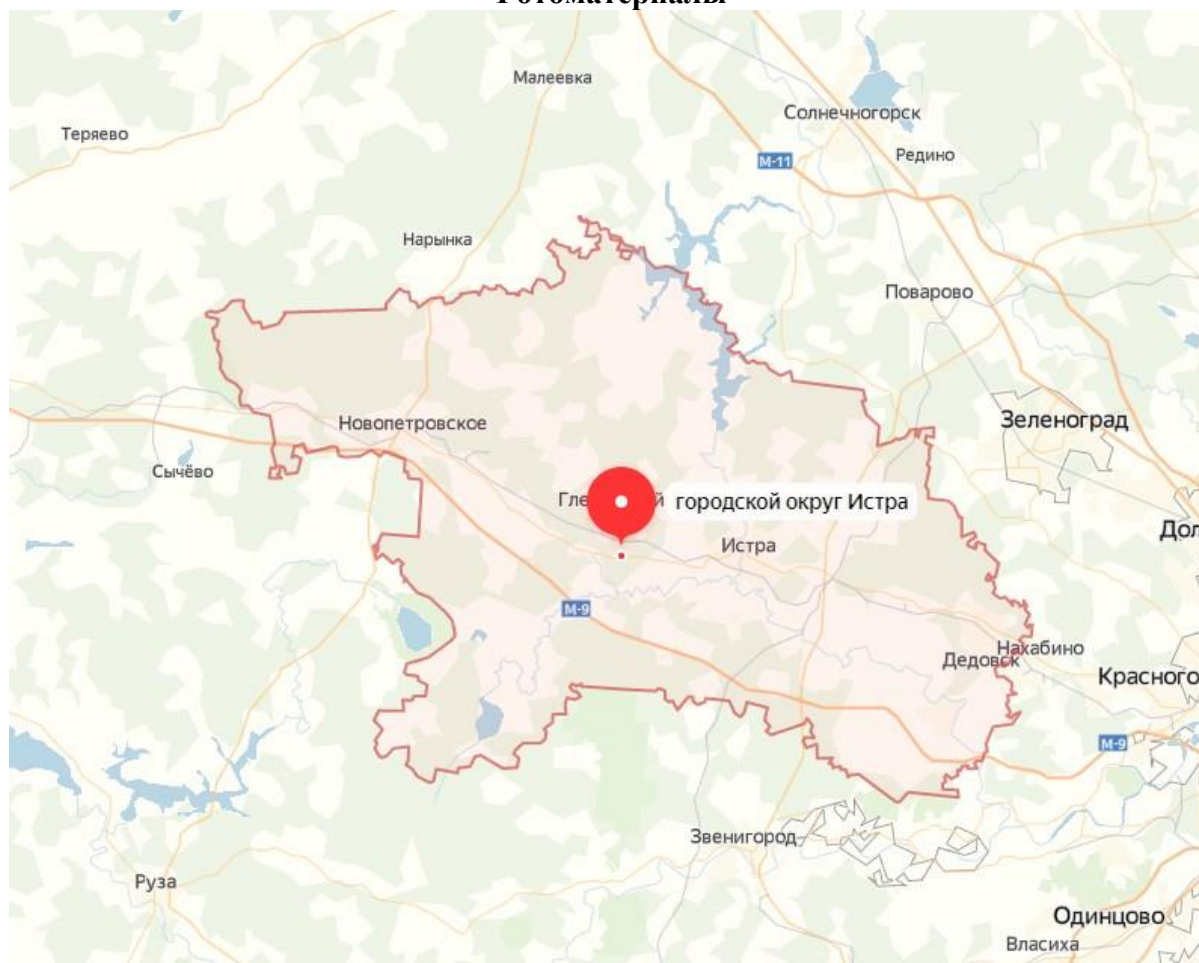 Фотоматериалы
Малеевка
Солнечногорск
Теряево
Редино
М-11
Нарынка
Поварово
Новопетровское
Зеленоград
Сычёво
городской округ Истра
Истра
М-9
Нахабино
Дедовск
М-9
Звенигород
Руза
Одинцово
Власиха